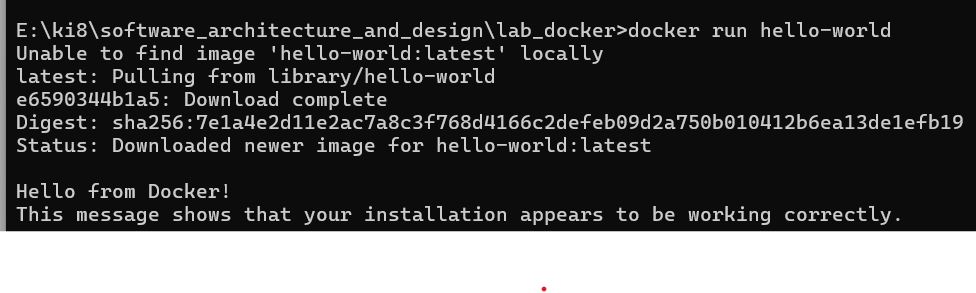 E:\ki8\software_architecture_and_design\lab_docker>docker run hello-world
Unable to find image 'hello-world:latest' locally
latest: Pulling from library/hello-world
e6590344b1a5: Download complete
Digest: sha256:7e1a4e2d11e2ac7a8c3f768d4166c2defeb09d2a750b010412b6ea13de1efb19
Status: Downloaded newer image for hello-world:latest

Hello from Docker!
This message shows that your installation appears to be working correctly.